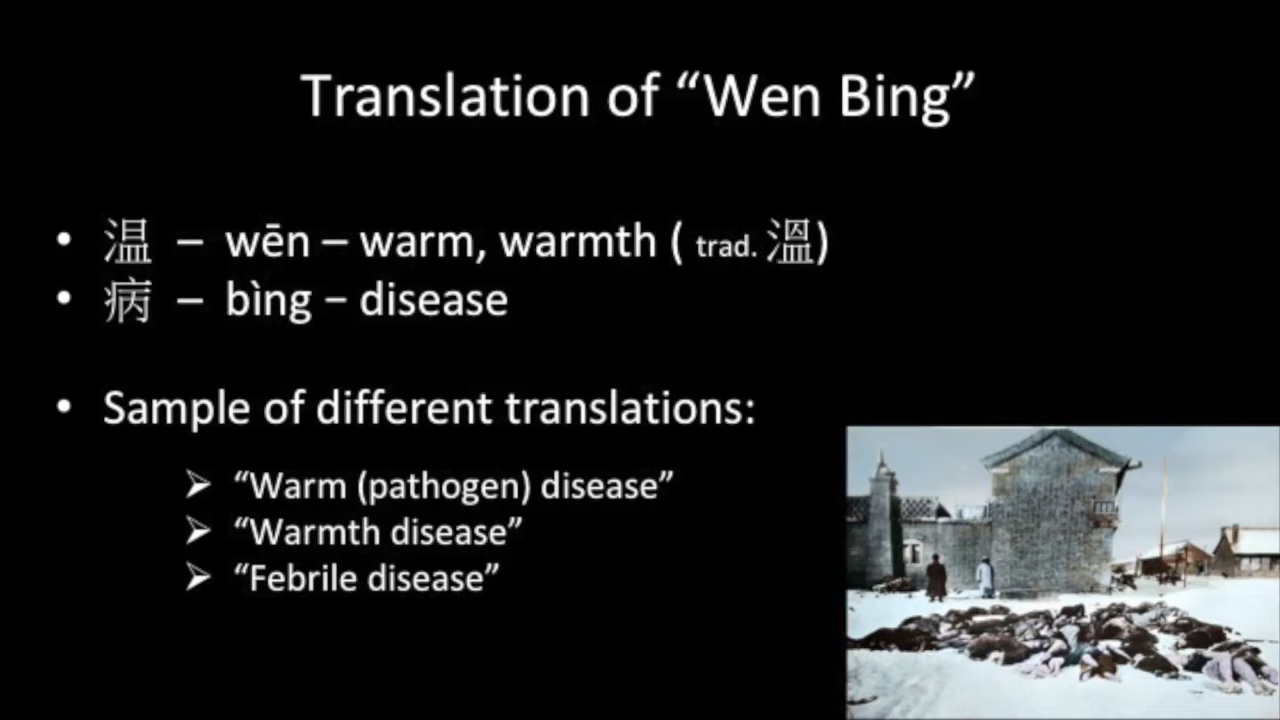 Translation of “Wen Bing”
• 温 – wēn – warm, warmth ( trad. 溫)
• 病 – bìng – disease
• Sample of different translations:
➢ “Warm (pathogen) disease”
➢ “Warmth disease”
➢ “Febrile disease”